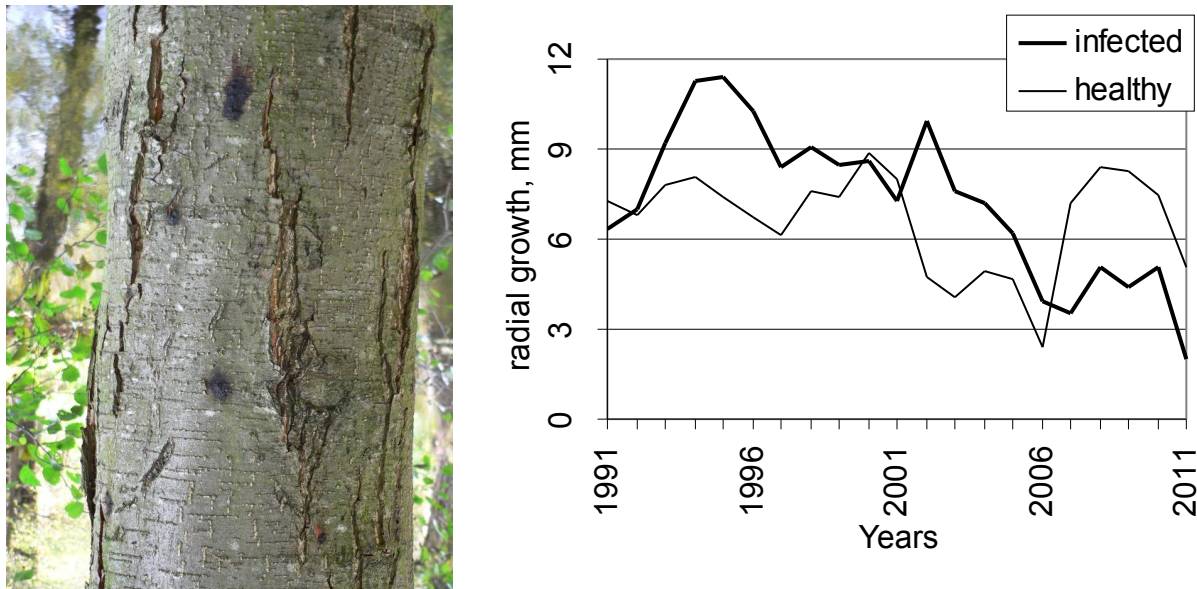 infected
healthy
radial growth, mm
12
9
6
3
0
1991
1996
2001
2006
2011
Years